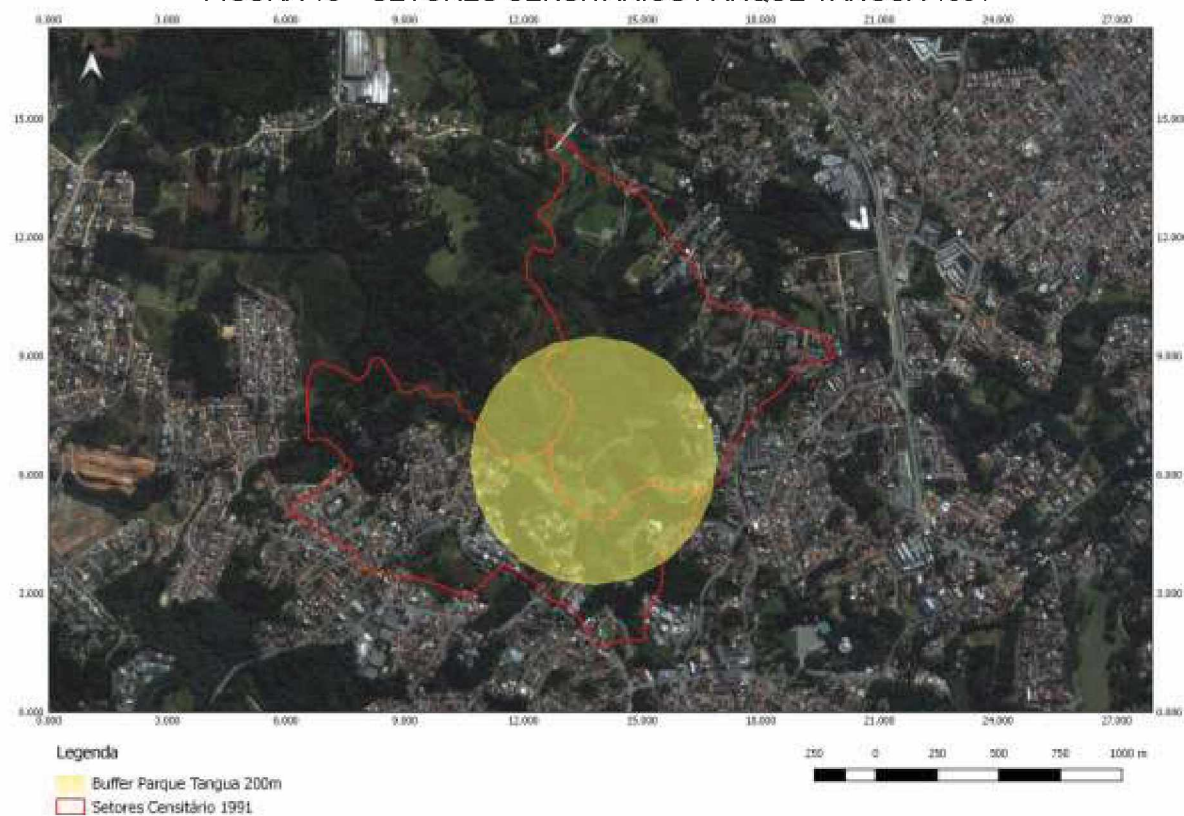 0.000 3.000 6.000 9.000 12.000 15.000 18.000 21.000 24.000 27.000
15.000 15.000
12.000 12.000
9.000 9.000
6.000 6.000
3.000 3.000
0.000 0.000
0.000 3.000 6.000 9.000 12.000 15.000 18.000 21.000 24.000 27.000
Legenda
250 0 250 500 750 1000 m
Buffer Parque Tangua 200m
Setores Censitário 1991